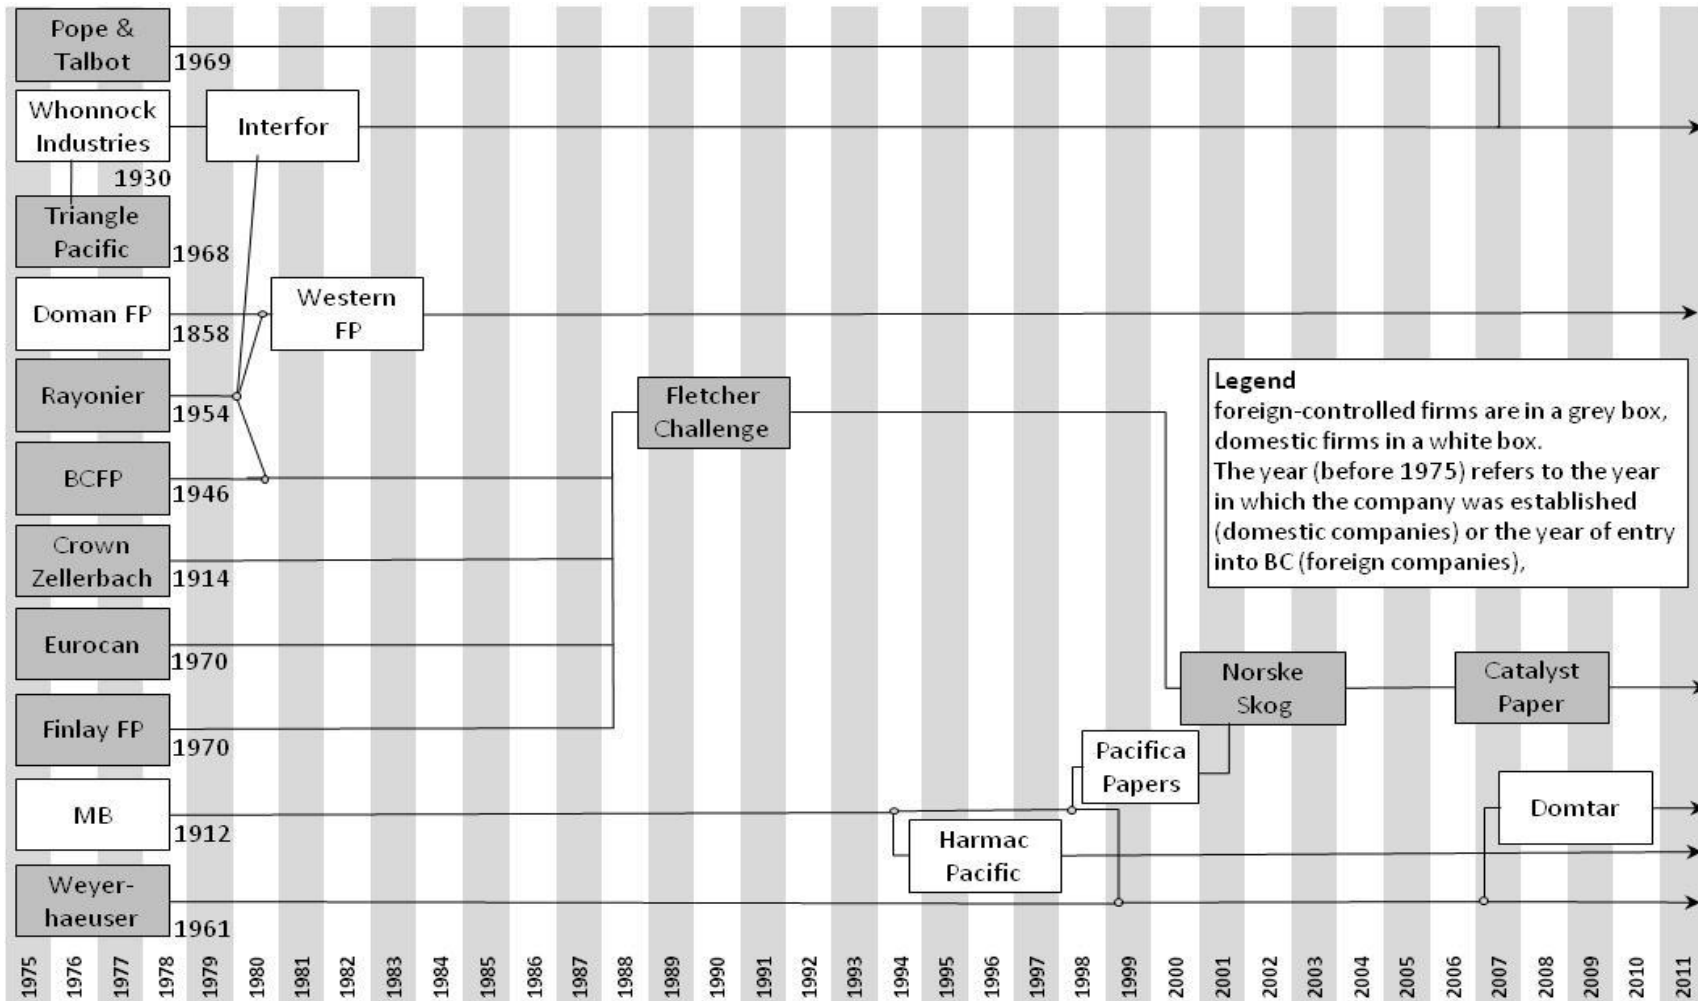 Pope &
Talbot
1969
Whonnock
Industries
1930
Interfor
Triangle
Pacific
1968
Doman FP
1858
Western
FP
Rayonier
1954
Fletcher
Challenge
Legend
foreign-controlled firms are in a grey box,
domestic firms in a white box.
The year (before 1975) refers to the year
in which the company was established
(domestic companies) or the year of entry
into BC (foreign companies),
BCFP
1946
Crown
Zellerbach
1914
Eurocan
1970
Norske
Skog
Catalyst
Paper
Finlay FP
1970
Pacifica
Papers
MB
1912
Harmac
Pacific
Domtar
Weyer-
haeuser
1961
1975
1976
1977
1978
1979
1980
1981
1982
1983
1984
1985
1986
1987
1988
1989
1990
1991
1992
1993
1994
1995
1996
1997
1998
1999
2000
2001
2002
2003
2004
2005
2006
2007
2008
2009
2010
2011